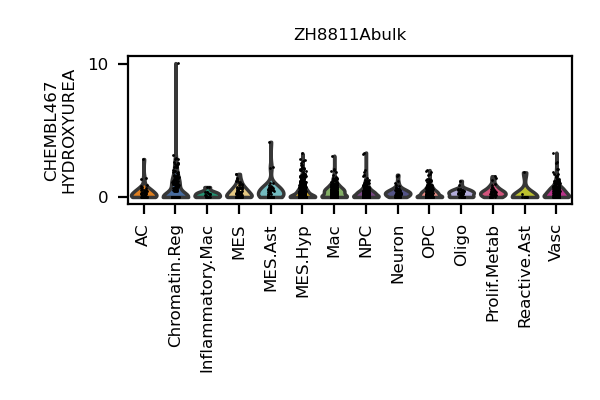 ZH8811Abulk
CHEMBL467
HYDROXYUREA
10
0
AC
Chromatin.Reg
Inflammatory.Mac
MES
MES.Ast
MES.Hyp
Mac
NPC
Neuron
OPC
Oligo
Prolif.Metab
Reactive.Ast
Vasc